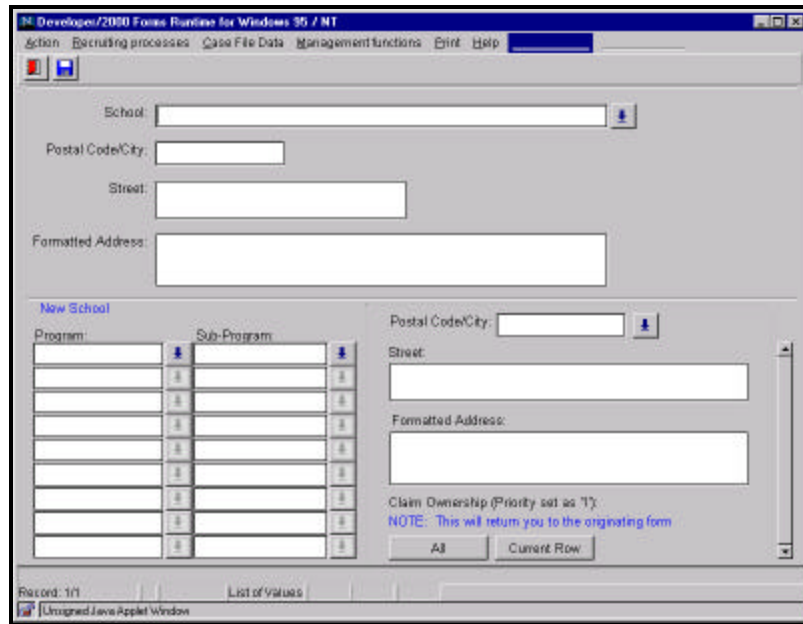 Developer/2000 Forms Runtime for Windows 95 / NT
Action Recruiting processes Case File Data Management functions Print Help
School:
Postal Code/City:
Street:
Formatted Address:
New School
Program: Sub-Program:
Postal Code/City:
Street:
Formatted Address:
Claim Ownership (Priority set as '1'):
NOTE: This will return you to the originating form
All Current Row
Record: 1/1 List of Values
Unsigned Java Applet Window